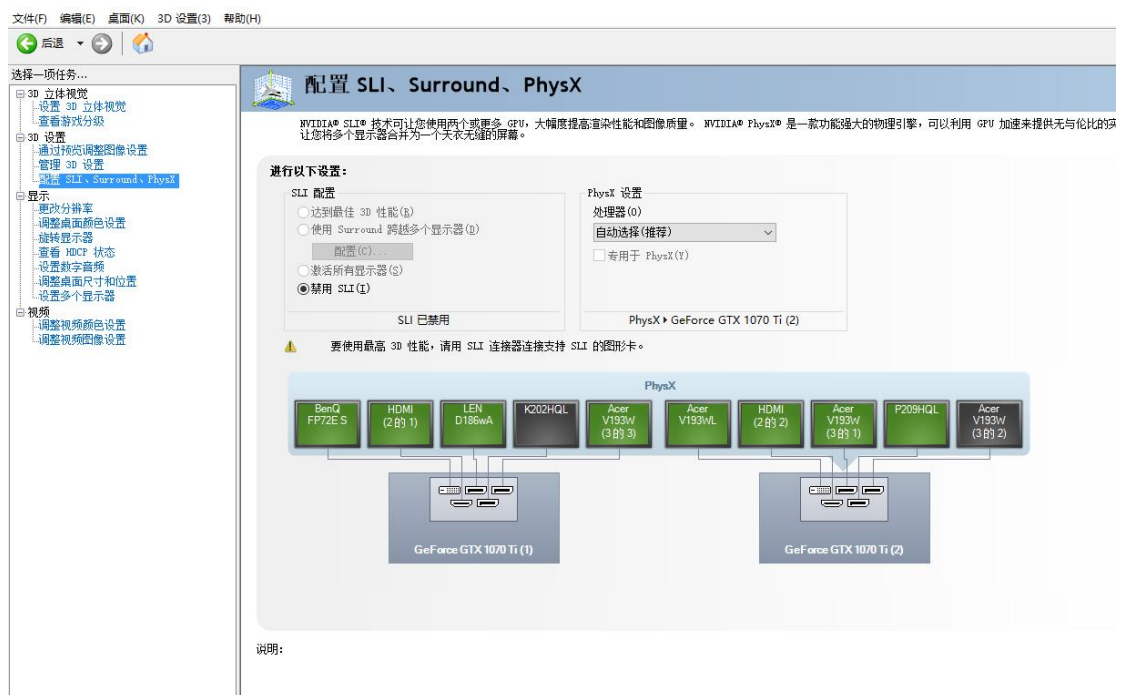 文件(F) 编辑(E) 桌面(K) 3D 设置(3) 帮助(H)
后退
选择一项任务...
3D 立体视觉
设置 3D 立体视觉
查看游戏分级
3D 设置
通过预览调整图像设置
管理 3D 设置
配置 SLI、Surround、PhysX
显示
更改分辨率
调整桌面颜色设置
旋转显示器
查看 HDCP 状态
设置数字音频
调整桌面尺寸和位置
设置多个显示器
视频
调整视频颜色设置
调整视频图像设置
配置 SLI、Surround、PhysX
NVIDIA® SLI® 技术可让您使用两个或更多 GPU，大幅度提高渲染性能和图像质量。 NVIDIA® PhysX® 是一款功能强大的物理引擎，可以利用 GPU 加速来提供无与伦比的实
让您将多个显示器合并为一个天衣无缝的屏幕。
进行以下设置:
SLI 配置
达到最佳 3D 性能(B)
使用 Surround 跨越多个显示器(D)
配置(C)...
激活所有显示器(S)
禁用 SLI(I)
SLI 已禁用
PhysX 设置
处理器(O)
自动选择(推荐)
专用于 PhysX(Y)
PhysX ▸ GeForce GTX 1070 Ti (2)
要使用最高 3D 性能，请用 SLI 连接器连接支持 SLI 的图形卡。
PhysX
BenQ FP72E S
HDMI (2 的 1)
LEN D186wA
K202HQL
Acer V193W (3 的 3)
Acer V193WL
HDMI (2 的 2)
Acer V193W (3 的 1)
P209HQL
Acer V193W (3 的 2)
GeForce GTX 1070 Ti (1)
GeForce GTX 1070 Ti (2)
说明: